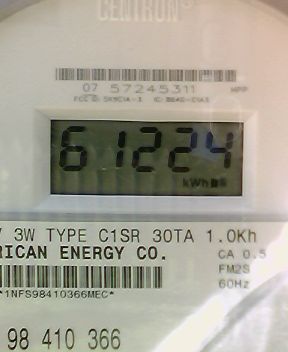 CENTRON®
07 57245311
61224
kWh
3W TYPE C1SR 30TA 1.0Kh
RICAN ENERGY CO.
CA 0.5
FM2S
60Hz
*1NFS98410366MEC*
98 410 366